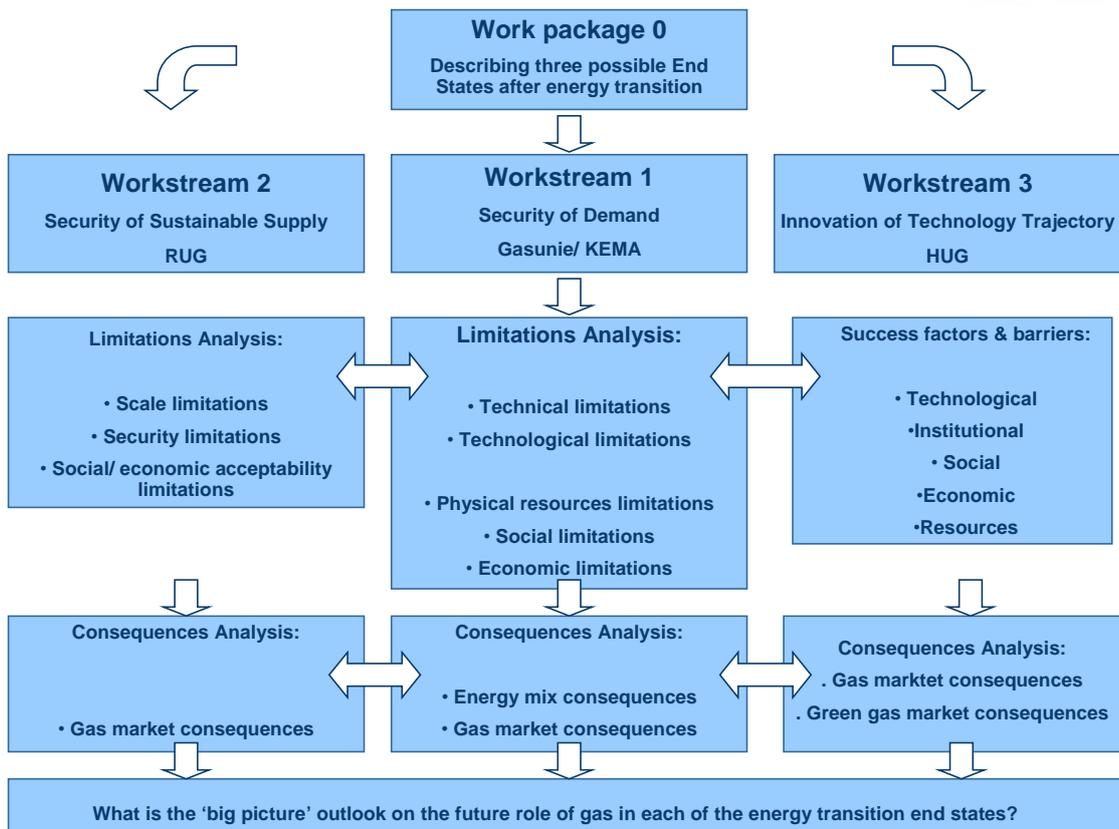 Work package 0
Describing three possible End
States after energy transition
Workstream 2
Security of Sustainable Supply
RUG
Workstream 1
Security of Demand
Gasunie/ KEMA
Workstream 3
Innovation of Technology Trajectory
HUG
Limitations Analysis:
• Scale limitations
• Security limitations
• Social/ economic acceptability
limitations
Limitations Analysis:
• Technical limitations
• Technological limitations
• Physical resources limitations
• Social limitations
• Economic limitations
Success factors & barriers:
• Technological
•Institutional
• Social
•Economic
•Resources
Consequences Analysis:
• Gas market consequences
Consequences Analysis:
• Energy mix consequences
• Gas market consequences
Consequences Analysis:
. Gas marktet consequences
. Green gas market consequences
What is the ‘big picture’ outlook on the future role of gas in each of the energy transition end states?